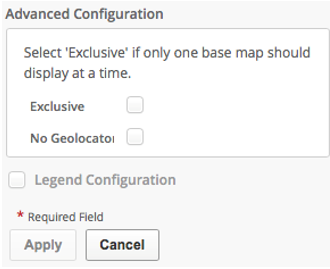 Advanced Configuration
Select 'Exclusive' if only one base map should
display at a time.
Exclusive
No Geolocator
Legend Configuration
* Required Field
Apply Cancel